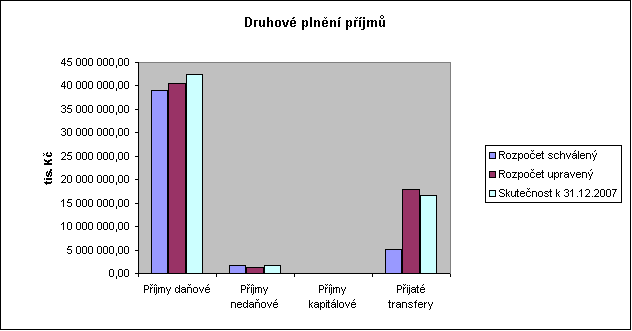 Druhové plnění příjmů
tis. Kč
45 000 000,00
40 000 000,00
35 000 000,00
30 000 000,00
25 000 000,00
20 000 000,00
15 000 000,00
10 000 000,00
5 000 000,00
0,00
Příjmy daňové
Příjmy
nedaňové
Příjmy
kapitálové
Přijaté
transfery
Rozpočet schválený
Rozpočet upravený
Skutečnost k 31.12.2007